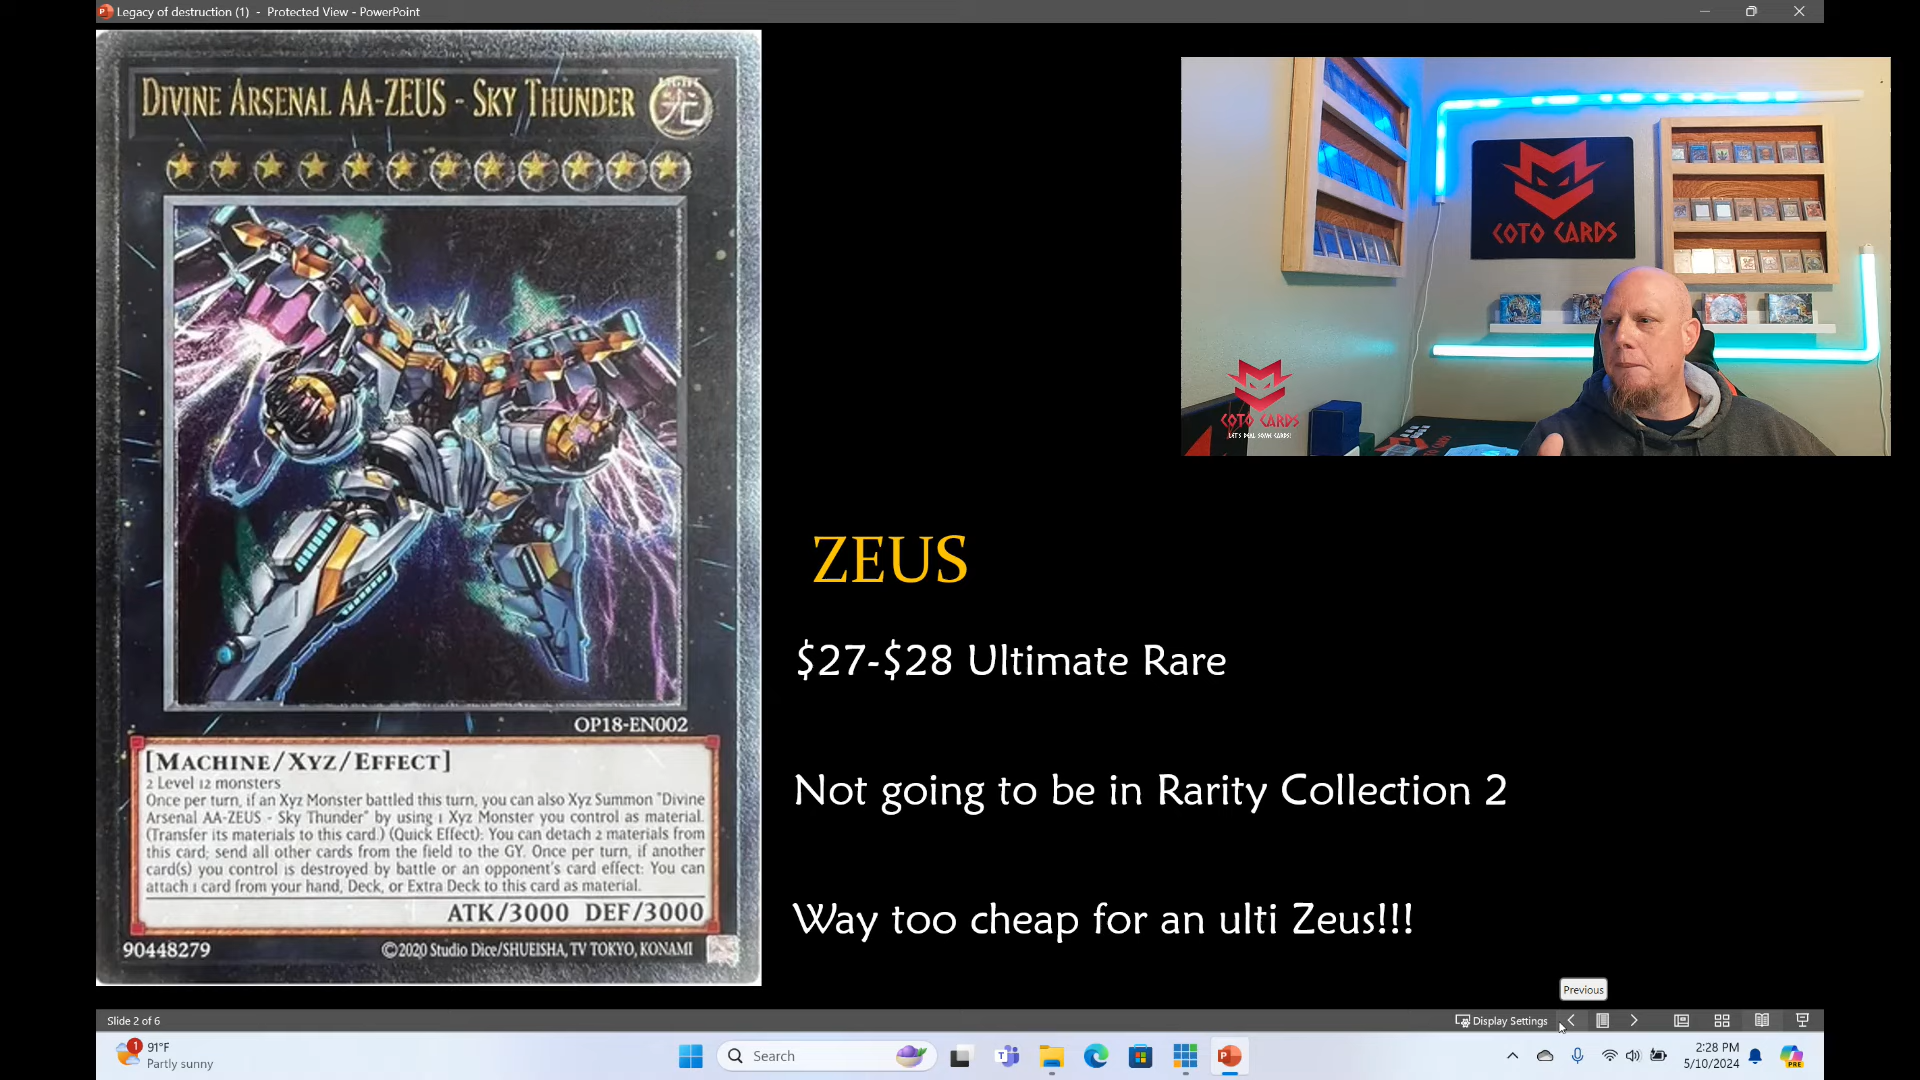 Legacy of destruction (1) - Protected View - PowerPoint
DIVINE ARSENAL AA-ZEUS - SKY THUNDER
LIGHT
光
OP18-EN002
[MACHINE/XYZ/EFFECT]
2 Level 12 monsters
Once per turn, if an Xyz Monster battled this turn, you can also Xyz Summon "Divine
Arsenal AA-ZEUS - Sky Thunder" by using 1 Xyz Monster you control as material.
(Transfer its materials to this card.) (Quick Effect): You can detach 2 materials from
this card; send all other cards from the field to the GY. Once per turn, if another
card(s) you control is destroyed by battle or an opponent's card effect: You can
attach 1 card from your hand, Deck, or Extra Deck to this card as material.
ATK/3000 DEF/3000
90448279
©2020 Studio Dice/SHUEISHA, TV TOKYO, KONAMI
COTO CARDS
COTO CARDS
LET'S DEAL SOME CARDS!
ZEUS
$27-$28 Ultimate Rare
Not going to be in Rarity Collection 2
Way too cheap for an ulti Zeus!!!
Previous
Slide 2 of 6
Display Settings
1
91°F
Partly sunny
Search
2:28 PM
5/10/2024
PRE